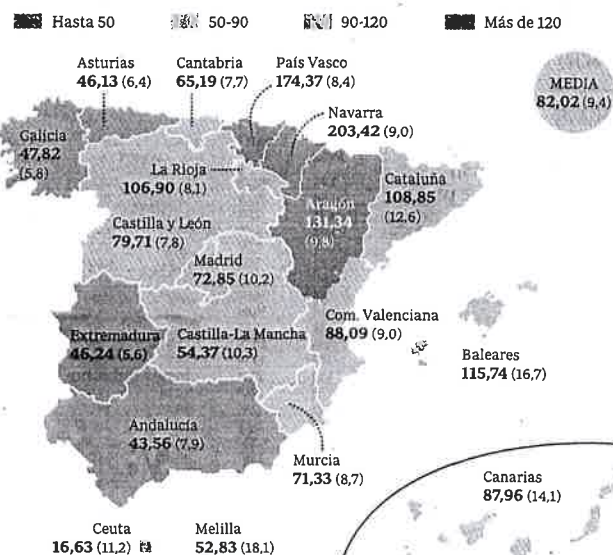 Hasta 50 50-90 90-120 Más de 120
Asturias
46,13 (6,4)
Cantabria
65,19 (7,7)
País Vasco
174,37 (8,4)
MEDIA
82,02 (9,4)
Navarra
203,42 (9,0)
Galicia
47,82
(5,8)
La Rioja
106,90 (8,1)
Aragón
131,34
(9,8)
Cataluña
108,85
(12,6)
Castilla y León
79,71 (7,8)
Madrid
72,85 (10,2)
Com. Valenciana
88,09 (9,0)
Extremadura
46,24 (5,6)
Castilla-La Mancha
54,37 (10,3)
Baleares
115,74 (16,7)
Andalucía
43,56 (7,9)
Murcia
71,33 (8,7)
Canarias
87,96 (14,1)
Ceuta
16,63 (11,2)
Melilla
52,83 (18,1)